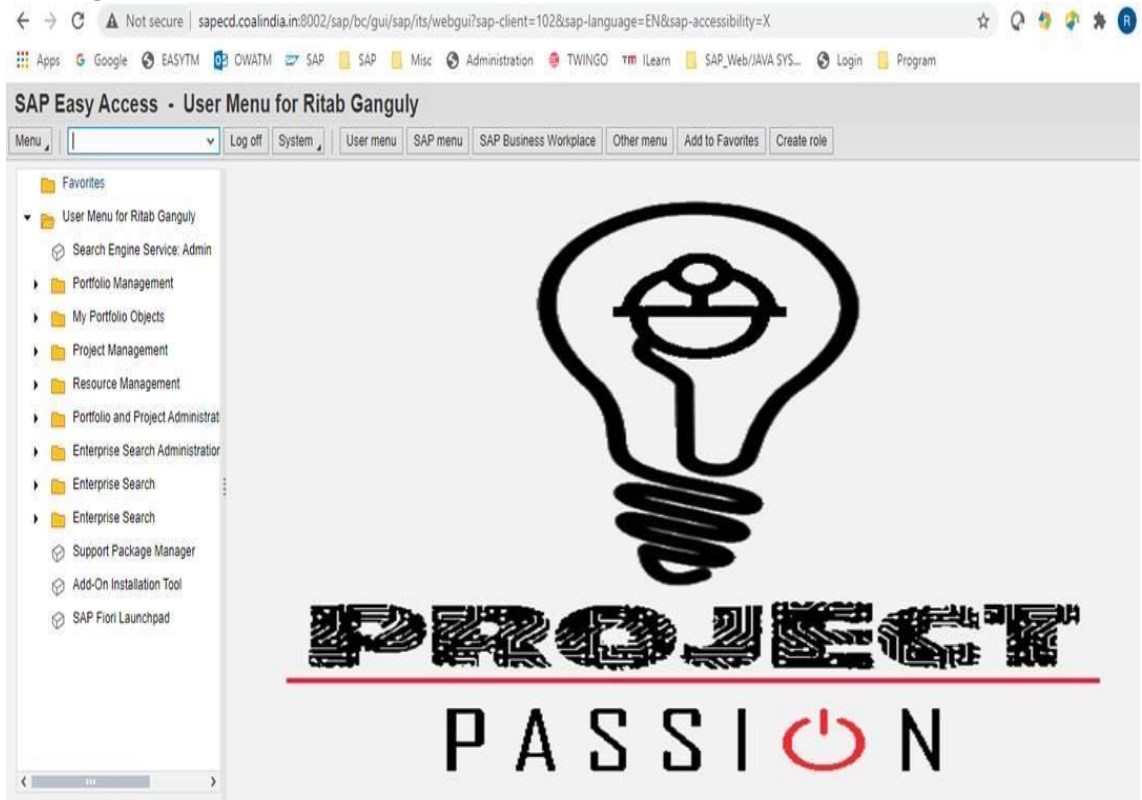 Not secure | sapecd.coalindia.in:8002/sap/bc/gui/sap/its/webgui?sap-client=102&sap-language=EN&sap-accessibility=X R
Apps Google EASYTM OWATM SAP SAP Misc Administration TWINGO TM ILearn SAP_Web/JAVA SYS... Login Program
SAP Easy Access - User Menu for Ritab Ganguly
Menu Log off System User menu SAP menu SAP Business Workplace Other menu Add to Favorites Create role
Favorites
User Menu for Ritab Ganguly
Search Engine Service: Admin
Portfolio Management
My Portfolio Objects
Project Management
Resource Management
Portfolio and Project Administrat
Enterprise Search Administration
Enterprise Search
Enterprise Search
Support Package Manager
Add-On Installation Tool
SAP Fiori Launchpad
PROJECT
PASSION